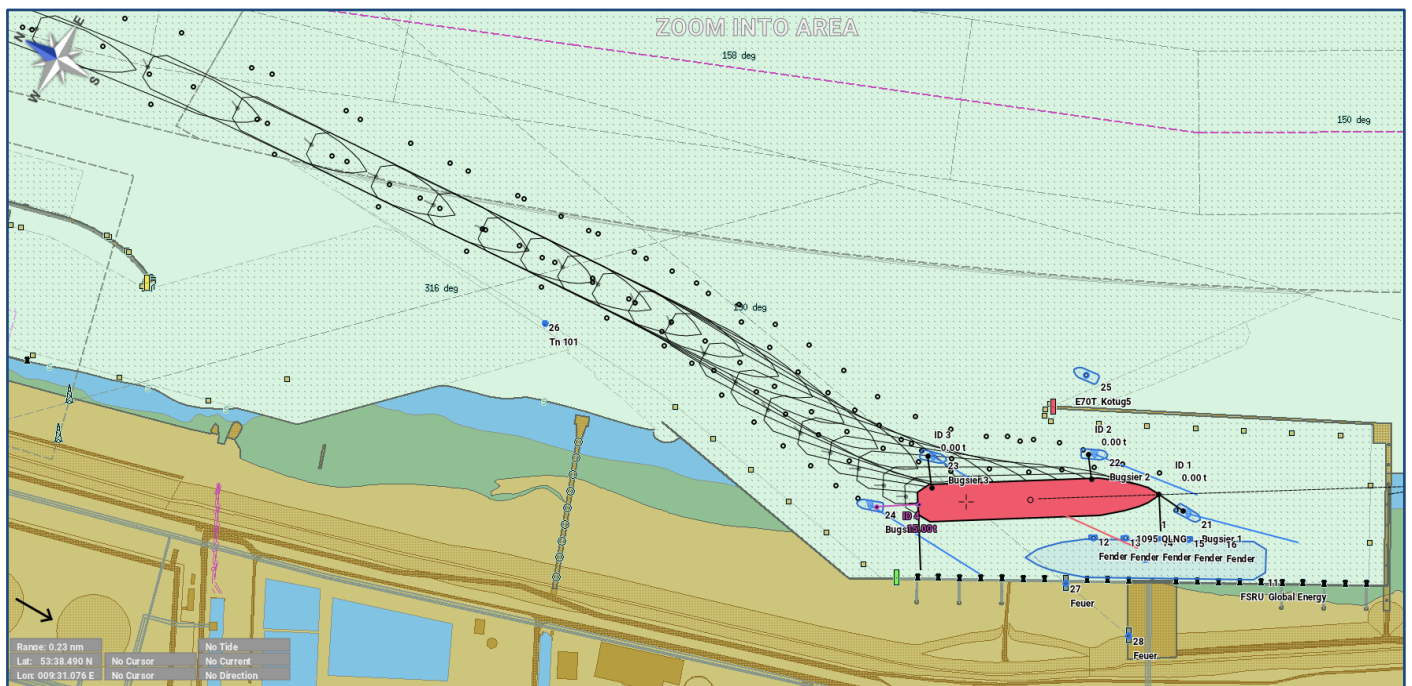 ZOOM INTO AREA
N
E
S
W
158 deg
150 deg
316 deg
26
Tn 101
25
E70T Kotug5
ID 3
0.00 t
23
Bugsier 3
ID 2
0.00 t
22
Bugsier 2
ID 1
0.00 t
21
Bugsier 1
24
ID 4
1
1095 QLNG
12
13
15
16
Fender Fender Fender Fender Fender
11
FSRU Global Energy
27
Feuer
28
Feuer
Range: 0.23 nm
No Tide
Lat: 53:38.490 N
No Cursor
No Current
Lon: 009:31.076 E
No Cursor
No Direction